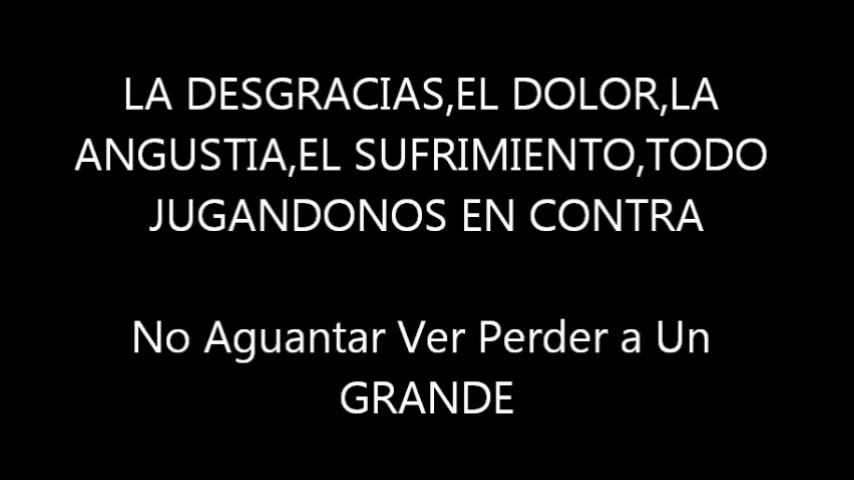 LA DESGRACIAS,EL DOLOR,LA
ANGUSTIA,EL SUFRIMIENTO,TODO
JUGANDONOS EN CONTRA
No Aguantar Ver Perder a Un
GRANDE